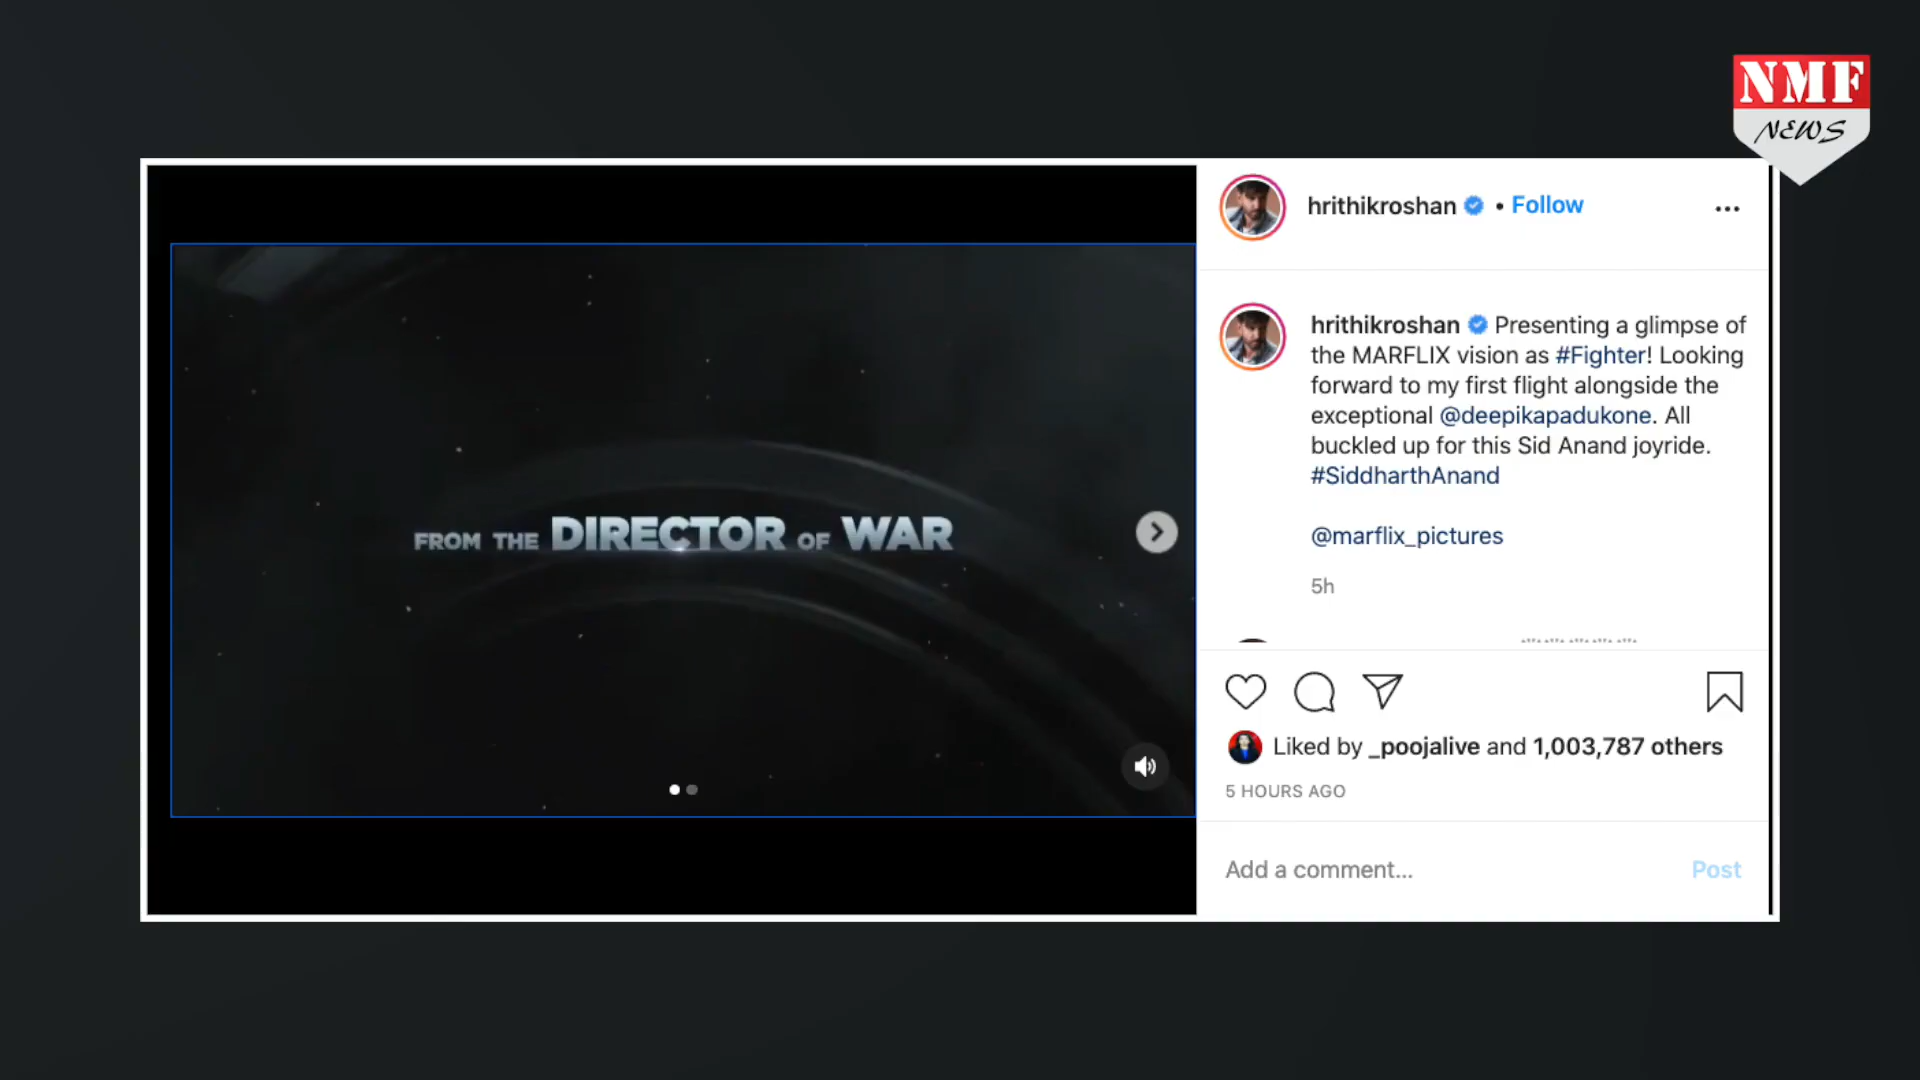 NMF
NEWS
FROM THE DIRECTOR OF WAR
hrithikroshan • Follow
hrithikroshan Presenting a glimpse of
the MARFLIX vision as #Fighter! Looking
forward to my first flight alongside the
exceptional @deepikapadukone. All
buckled up for this Sid Anand joyride.
#SiddharthAnand
@marflix_pictures
5h
Liked by _poojalive and 1,003,787 others
5 HOURS AGO
Add a comment...
Post